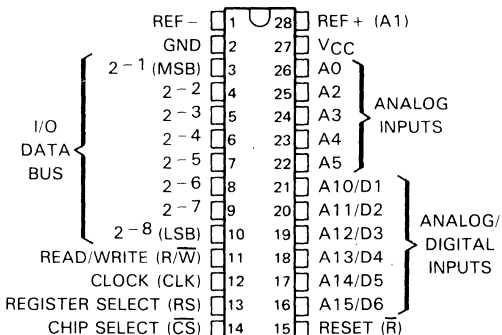 REF- 1 28 REF+ (A1)
GND 2 27 VCC
2-1 (MSB) 3 26 A0
2-2 4 25 A2
2-3 5 24 A3
2-4 6 23 A4
2-5 7 22 A5
2-6 8 21 A10/D1
2-7 9 20 A11/D2
2-8 (LSB) 10 19 A12/D3
READ/WRITE (R/W̅) 11 18 A13/D4
CLOCK (CLK) 12 17 A14/D5
REGISTER SELECT (RS) 13 16 A15/D6
CHIP SELECT (C̅S̅) 14 15 RESET (R̅)
I/O
DATA
BUS
ANALOG
INPUTS
ANALOG/
DIGITAL
INPUTS